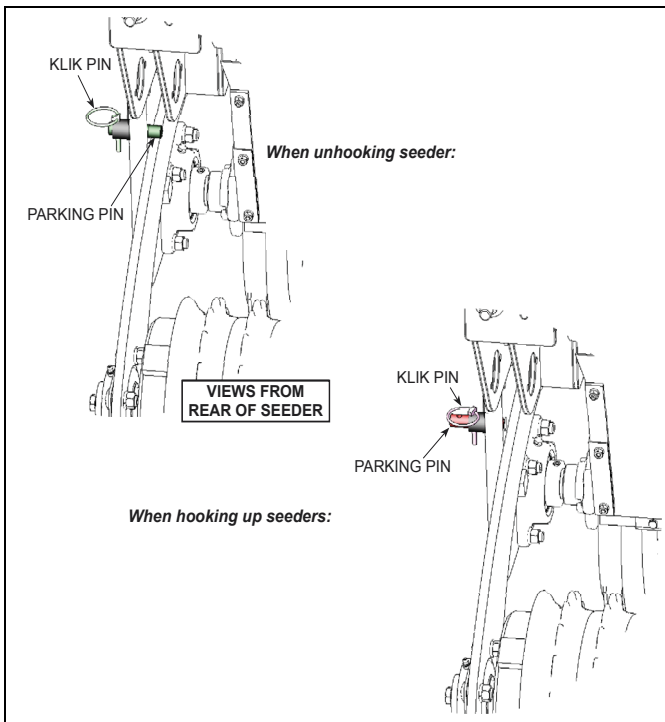 KLIK PIN
When unhooking seeder:
PARKING PIN
VIEWS FROM
REAR OF SEEDER
KLIK PIN
PARKING PIN
When hooking up seeders: